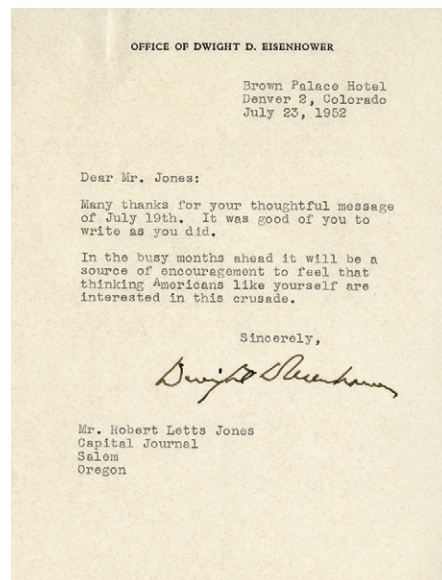 OFFICE OF DWIGHT D. EISENHOWER
Brown Palace Hotel
Denver 2, Colorado
July 23, 1952
Dear Mr. Jones:
Many thanks for your thoughtful message
of July 19th. It was good of you to
write as you did.
In the busy months ahead it will be a
source of encouragement to feel that
thinking Americans like yourself are
interested in this crusade.
Sincerely,
Dwight D Eisenhower
Mr. Robert Letts Jones
Capital Journal
Salem
Oregon